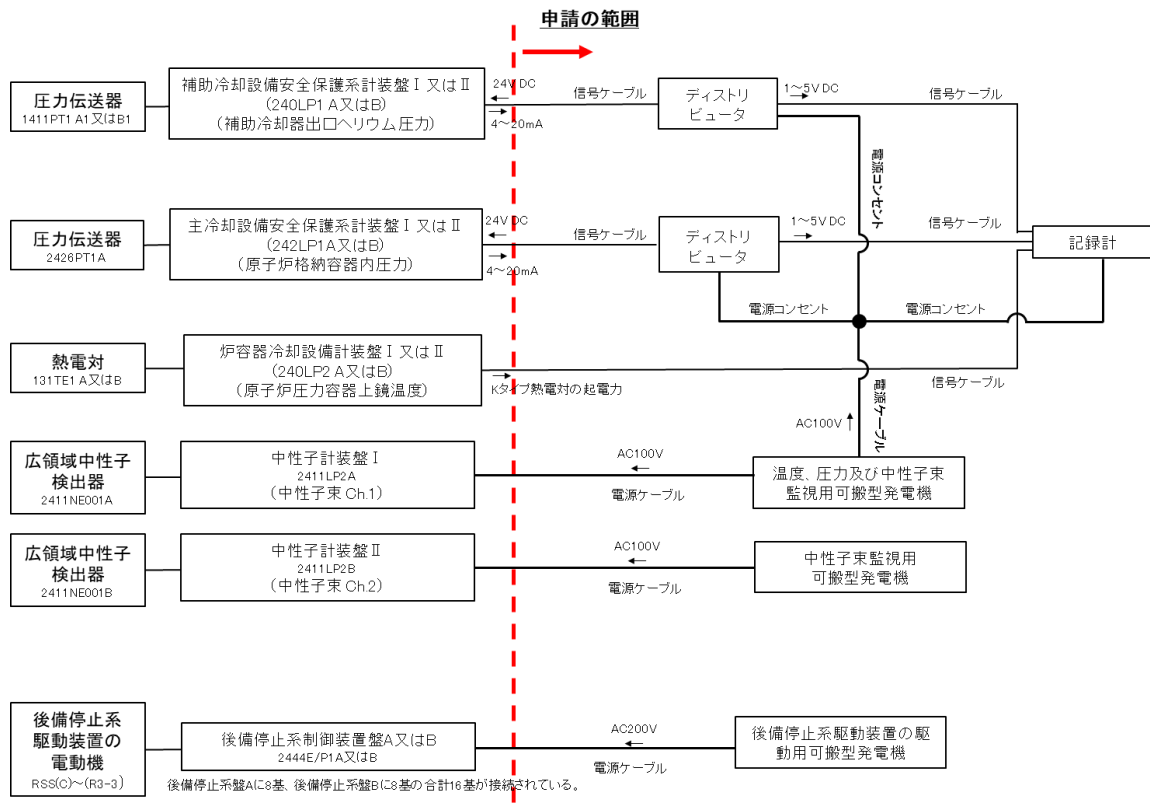 申請の範囲
圧力伝送器
1411PT1 A1又はB1
補助冷却設備安全保護系計装盤Ⅰ又はⅡ
(240LP1 A又はB)
(補助冷却器出口ヘリウム圧力)
24V DC
4～20mA
信号ケーブル
ディストリ
ビュータ
1～5V DC
信号ケーブル
電源コンセント
圧力伝送器
2426PT1A
主冷却設備安全保護系計装盤Ⅰ又はⅡ
(242LP1A又はB)
(原子炉格納容器内圧力)
24V DC
4～20mA
信号ケーブル
ディストリ
ビュータ
1～5V DC
信号ケーブル
記録計
電源コンセント
電源コンセント
熱電対
131TE1 A又はB
炉容器冷却設備計装盤Ⅰ又はⅡ
(240LP2 A又はB)
(原子炉圧力容器上鏡温度)
Kタイプ熱電対の起電力
信号ケーブル
電源ケーブル
AC100V
広領域中性子
検出器
2411NE001A
中性子計装盤Ⅰ
2411LP2A
(中性子束 Ch.1)
AC100V
電源ケーブル
温度、圧力及び中性子束
監視用可搬型発電機
広領域中性子
検出器
2411NE001B
中性子計装盤Ⅱ
2411LP2B
(中性子束 Ch.2)
AC100V
電源ケーブル
中性子束監視用
可搬型発電機
後備停止系
駆動装置の
電動機
RSS(C)～(R3-3)
後備停止系制御装置盤A又はB
2444E/P1A又はB
AC200V
電源ケーブル
後備停止系駆動装置の駆
動用可搬型発電機
後備停止系盤Aに8基、後備停止系盤Bに8基の合計16基が接続されている。